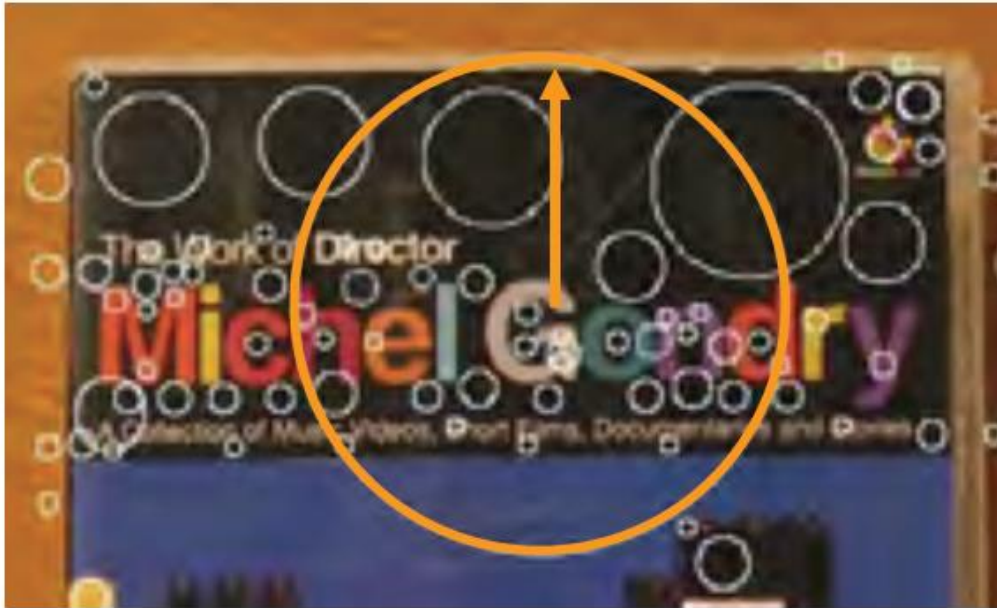 The Work of Director
Michel Gondry
A Collection of Music Videos, Short Films, Documentaries and Stories